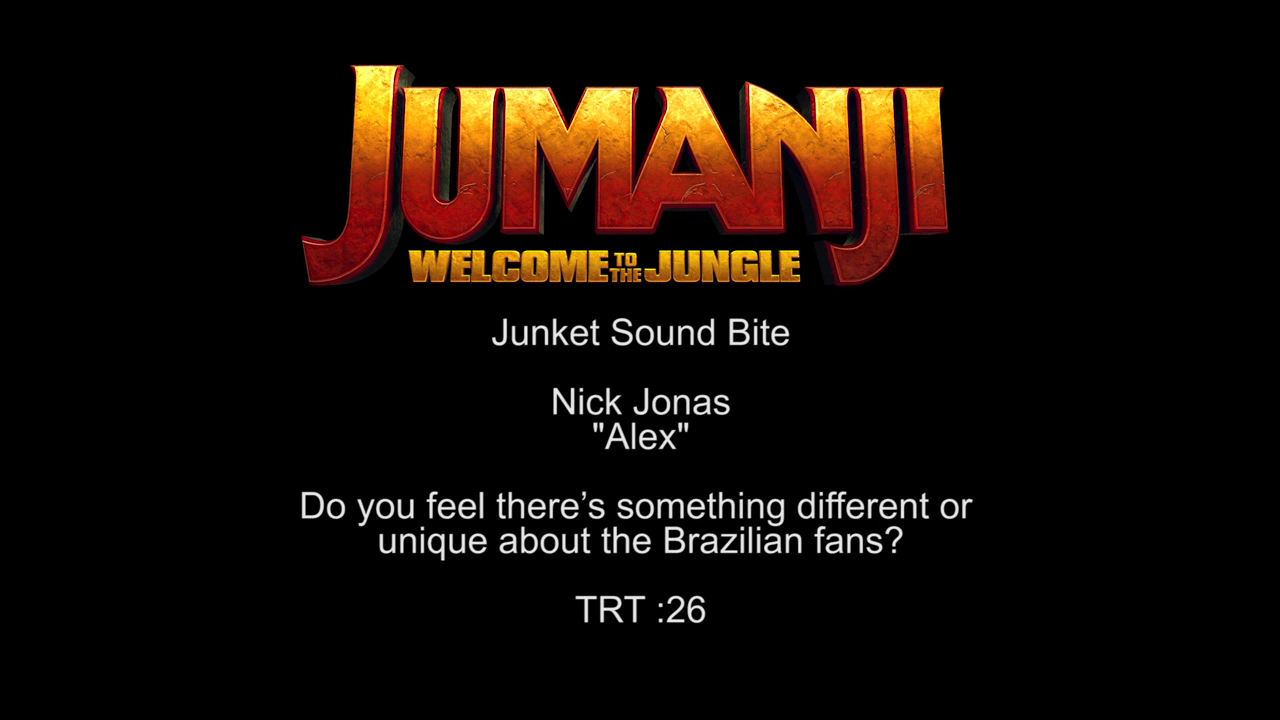 JUMANJI
WELCOME TO THE JUNGLE
Junket Sound Bite
Nick Jonas
"Alex"
Do you feel there’s something different or
unique about the Brazilian fans?
TRT :26